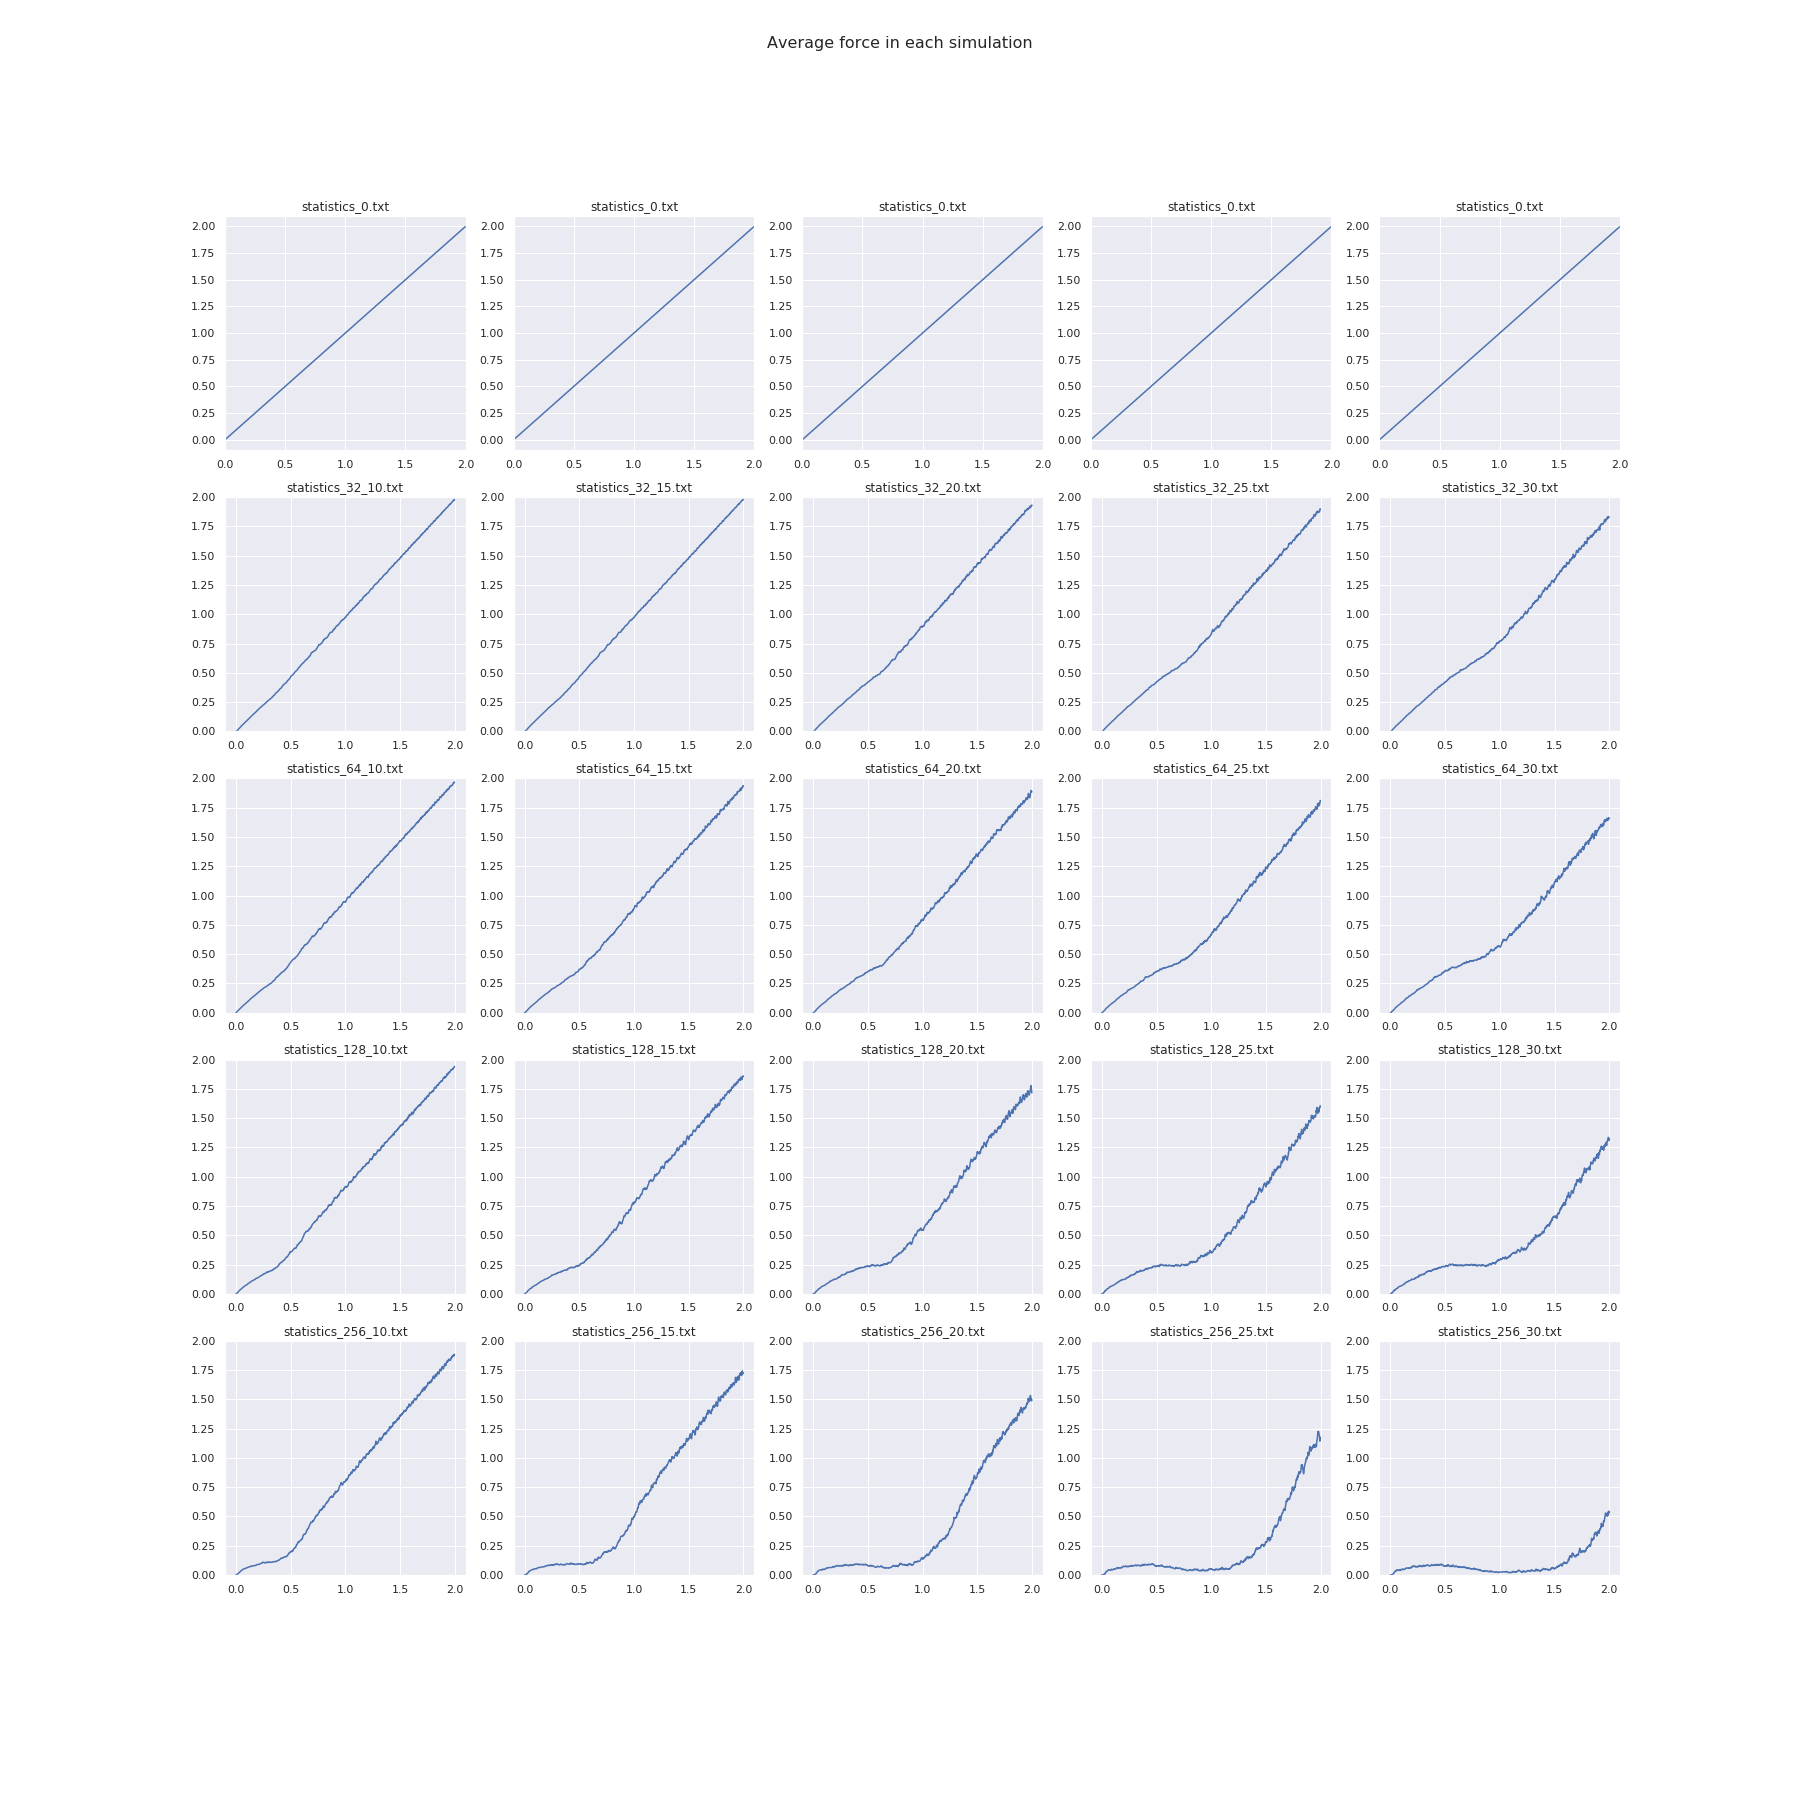 Average force in each simulation
statistics_0.txt statistics_0.txt statistics_0.txt statistics_0.txt statistics_0.txt
2.00 2.00 2.00 2.00 2.00
1.75 1.75 1.75 1.75 1.75
1.50 1.50 1.50 1.50 1.50
1.25 1.25 1.25 1.25 1.25
1.00 1.00 1.00 1.00 1.00
0.75 0.75 0.75 0.75 0.75
0.50 0.50 0.50 0.50 0.50
0.25 0.25 0.25 0.25 0.25
0.00 0.00 0.00 0.00 0.00
0.0 0.5 1.0 1.5 2.0 0.0 0.5 1.0 1.5 2.0 0.0 0.5 1.0 1.5 2.0 0.0 0.5 1.0 1.5 2.0 0.0 0.5 1.0 1.5 2.0
statistics_32_10.txt statistics_32_15.txt statistics_32_20.txt statistics_32_25.txt statistics_32_30.txt
2.00 2.00 2.00 2.00 2.00
1.75 1.75 1.75 1.75 1.75
1.50 1.50 1.50 1.50 1.50
1.25 1.25 1.25 1.25 1.25
1.00 1.00 1.00 1.00 1.00
0.75 0.75 0.75 0.75 0.75
0.50 0.50 0.50 0.50 0.50
0.25 0.25 0.25 0.25 0.25
0.00 0.00 0.00 0.00 0.00
0.0 0.5 1.0 1.5 2.0 0.0 0.5 1.0 1.5 2.0 0.0 0.5 1.0 1.5 2.0 0.0 0.5 1.0 1.5 2.0 0.0 0.5 1.0 1.5 2.0
statistics_64_10.txt statistics_64_15.txt statistics_64_20.txt statistics_64_25.txt statistics_64_30.txt
2.00 2.00 2.00 2.00 2.00
1.75 1.75 1.75 1.75 1.75
1.50 1.50 1.50 1.50 1.50
1.25 1.25 1.25 1.25 1.25
1.00 1.00 1.00 1.00 1.00
0.75 0.75 0.75 0.75 0.75
0.50 0.50 0.50 0.50 0.50
0.25 0.25 0.25 0.25 0.25
0.00 0.00 0.00 0.00 0.00
0.0 0.5 1.0 1.5 2.0 0.0 0.5 1.0 1.5 2.0 0.0 0.5 1.0 1.5 2.0 0.0 0.5 1.0 1.5 2.0 0.0 0.5 1.0 1.5 2.0
statistics_128_10.txt statistics_128_15.txt statistics_128_20.txt statistics_128_25.txt statistics_128_30.txt
2.00 2.00 2.00 2.00 2.00
1.75 1.75 1.75 1.75 1.75
1.50 1.50 1.50 1.50 1.50
1.25 1.25 1.25 1.25 1.25
1.00 1.00 1.00 1.00 1.00
0.75 0.75 0.75 0.75 0.75
0.50 0.50 0.50 0.50 0.50
0.25 0.25 0.25 0.25 0.25
0.00 0.00 0.00 0.00 0.00
0.0 0.5 1.0 1.5 2.0 0.0 0.5 1.0 1.5 2.0 0.0 0.5 1.0 1.5 2.0 0.0 0.5 1.0 1.5 2.0 0.0 0.5 1.0 1.5 2.0
statistics_256_10.txt statistics_256_15.txt statistics_256_20.txt statistics_256_25.txt statistics_256_30.txt
2.00 2.00 2.00 2.00 2.00
1.75 1.75 1.75 1.75 1.75
1.50 1.50 1.50 1.50 1.50
1.25 1.25 1.25 1.25 1.25
1.00 1.00 1.00 1.00 1.00
0.75 0.75 0.75 0.75 0.75
0.50 0.50 0.50 0.50 0.50
0.25 0.25 0.25 0.25 0.25
0.00 0.00 0.00 0.00 0.00
0.0 0.5 1.0 1.5 2.0 0.0 0.5 1.0 1.5 2.0 0.0 0.5 1.0 1.5 2.0 0.0 0.5 1.0 1.5 2.0 0.0 0.5 1.0 1.5 2.0